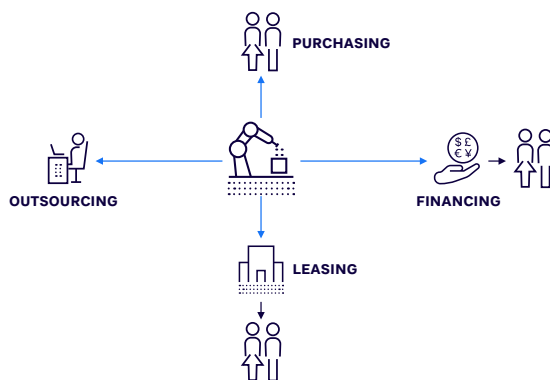 PURCHASING
$ £
€ ¥
OUTSOURCING
FINANCING
LEASING